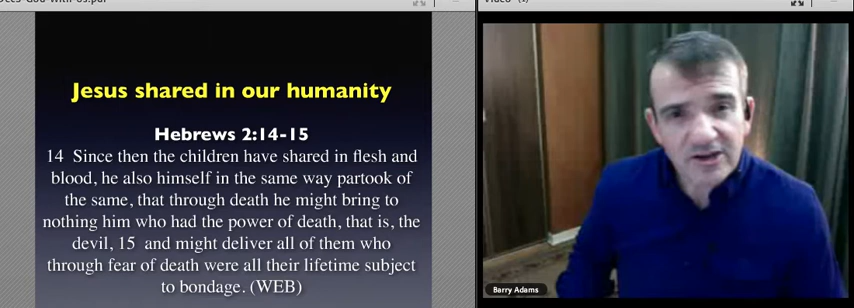 Jesus shared in our humanity
Hebrews 2:14-15
14 Since then the children have shared in flesh and
blood, he also himself in the same way partook of
the same, that through death he might bring to
nothing him who had the power of death, that is, the
devil, 15 and might deliver all of them who
through fear of death were all their lifetime subject
to bondage. (WEB)
Barry Adams